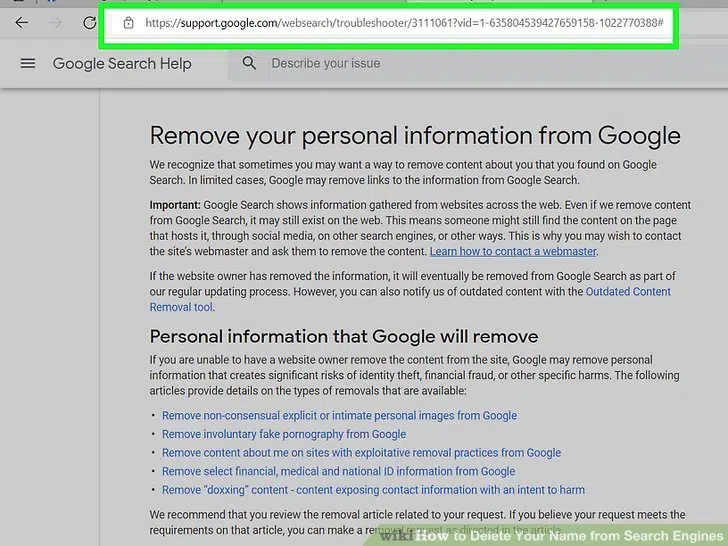 https://support.google.com/websearch/troubleshooter/3111061?vid=1-635804539427659158-1022770388#
Google Search Help
Describe your issue
Remove your personal information from Google
We recognize that sometimes you may want a way to remove content about you that you found on Google
Search. In limited cases, Google may remove links to the information from Google Search.
Important: Google Search shows information gathered from websites across the web. Even if we remove content
from Google Search, it may still exist on the web. This means someone might still find the content on the page
that hosts it, through social media, on other search engines, or other ways. This is why you may wish to contact
the site's webmaster and ask them to remove the content. Learn how to contact a webmaster.
If the website owner has removed the information, it will eventually be removed from Google Search as part of
our regular updating process. However, you can also notify us of outdated content with the Outdated Content
Removal tool.
Personal information that Google will remove
If you are unable to have a website owner remove the content from the site, Google may remove personal
information that creates significant risks of identity theft, financial fraud, or other specific harms. The following
articles provide details on the types of removals that are available:
• Remove non-consensual explicit or intimate personal images from Google
• Remove involuntary fake pornography from Google
• Remove content about me on sites with exploitative removal practices from Google
• Remove select financial, medical and national ID information from Google
• Remove "doxxing" content - content exposing contact information with an intent to harm
We recommend that you review the removal article related to your request. If you believe your request meets the
requirements on that article, you can make a removal request as directed in the article.
wikiHow to Delete Your Name from Search Engines